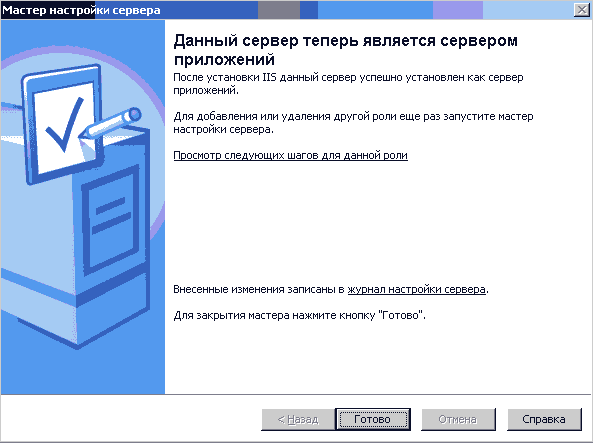 Мастер настройки сервера
Данный сервер теперь является сервером
приложений
После установки IIS данный сервер успешно установлен как сервер
приложений.
Для добавления или удаления другой роли еще раз запустите мастер
настройки сервера.
Просмотр следующих шагов для данной роли
Внесенные изменения записаны в журнал настройки сервера.
Для закрытия мастера нажмите кнопку "Готово".
< Назад
Готово
Отмена
Справка